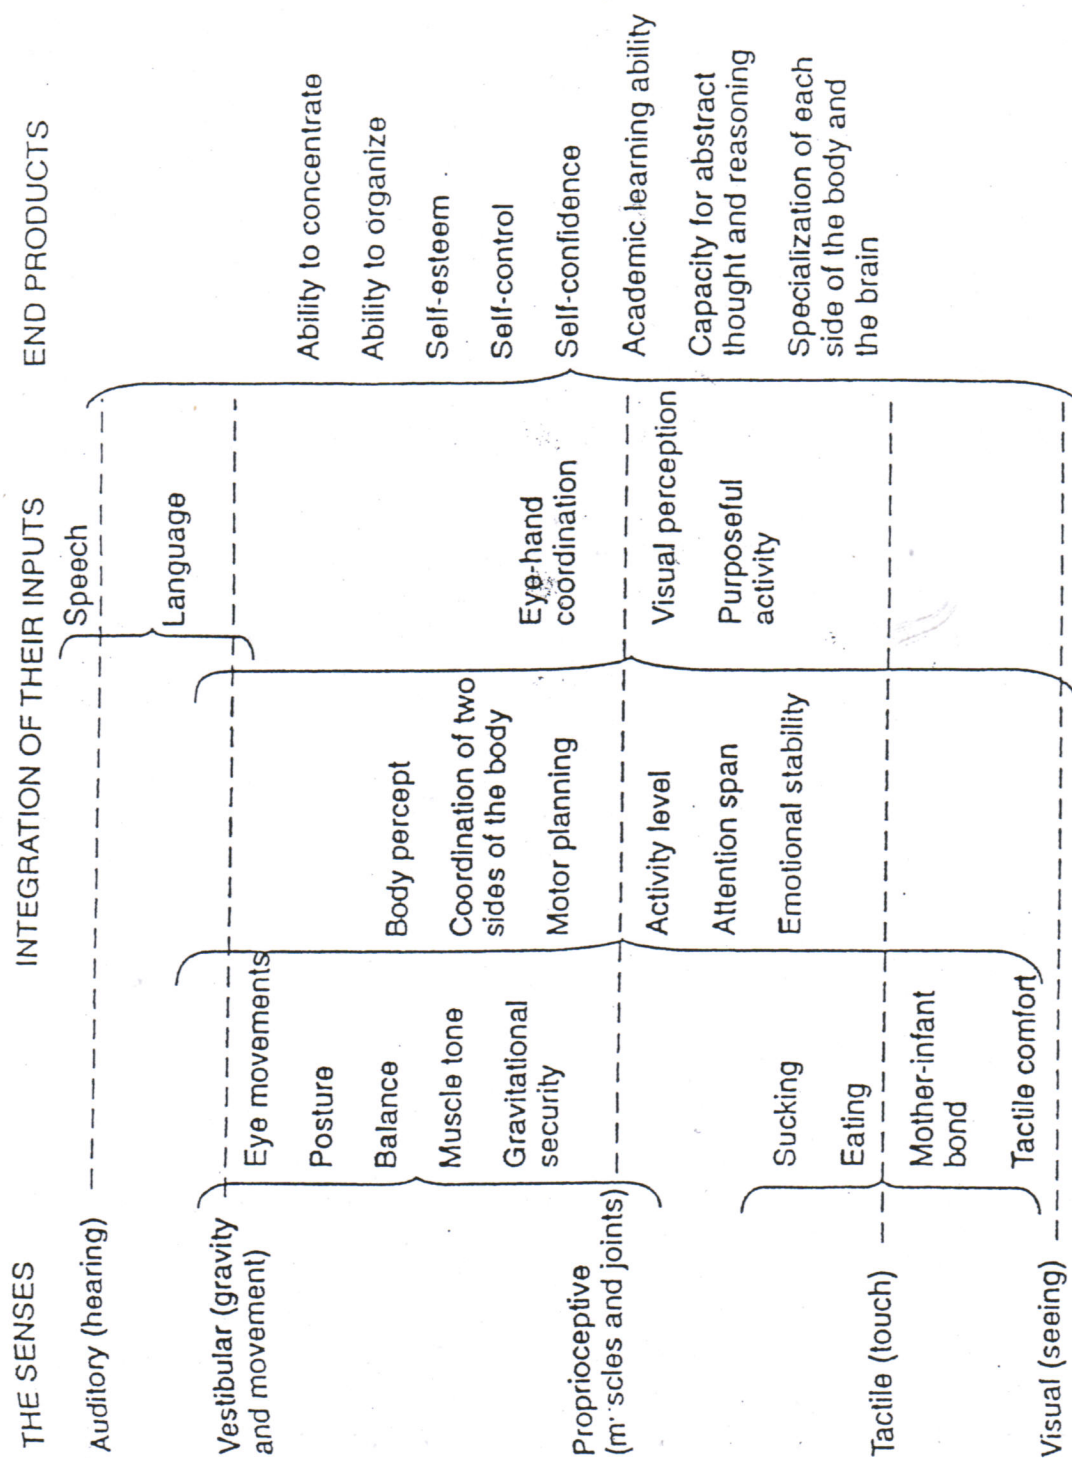 THE SENSES
INTEGRATION OF THEIR INPUTS
END PRODUCTS
Auditory (hearing)
Vestibular (gravity
and movement)
Proprioceptive
(muscles and joints)
Tactile (touch)
Visual (seeing)
Eye movements
Posture
Balance
Muscle tone
Gravitational
security
Sucking
Eating
Mother-infant
bond
Tactile comfort
Body percept
Coordination of two
sides of the body
Motor planning
Activity level
Attention span
Emotional stability
Speech
Language
Eye-hand
coordination
Visual perception
Purposeful
activity
Ability to concentrate
Ability to organize
Self-esteem
Self-control
Self-confidence
Academic learning ability
Capacity for abstract
thought and reasoning
Specialization of each
side of the body and
the brain